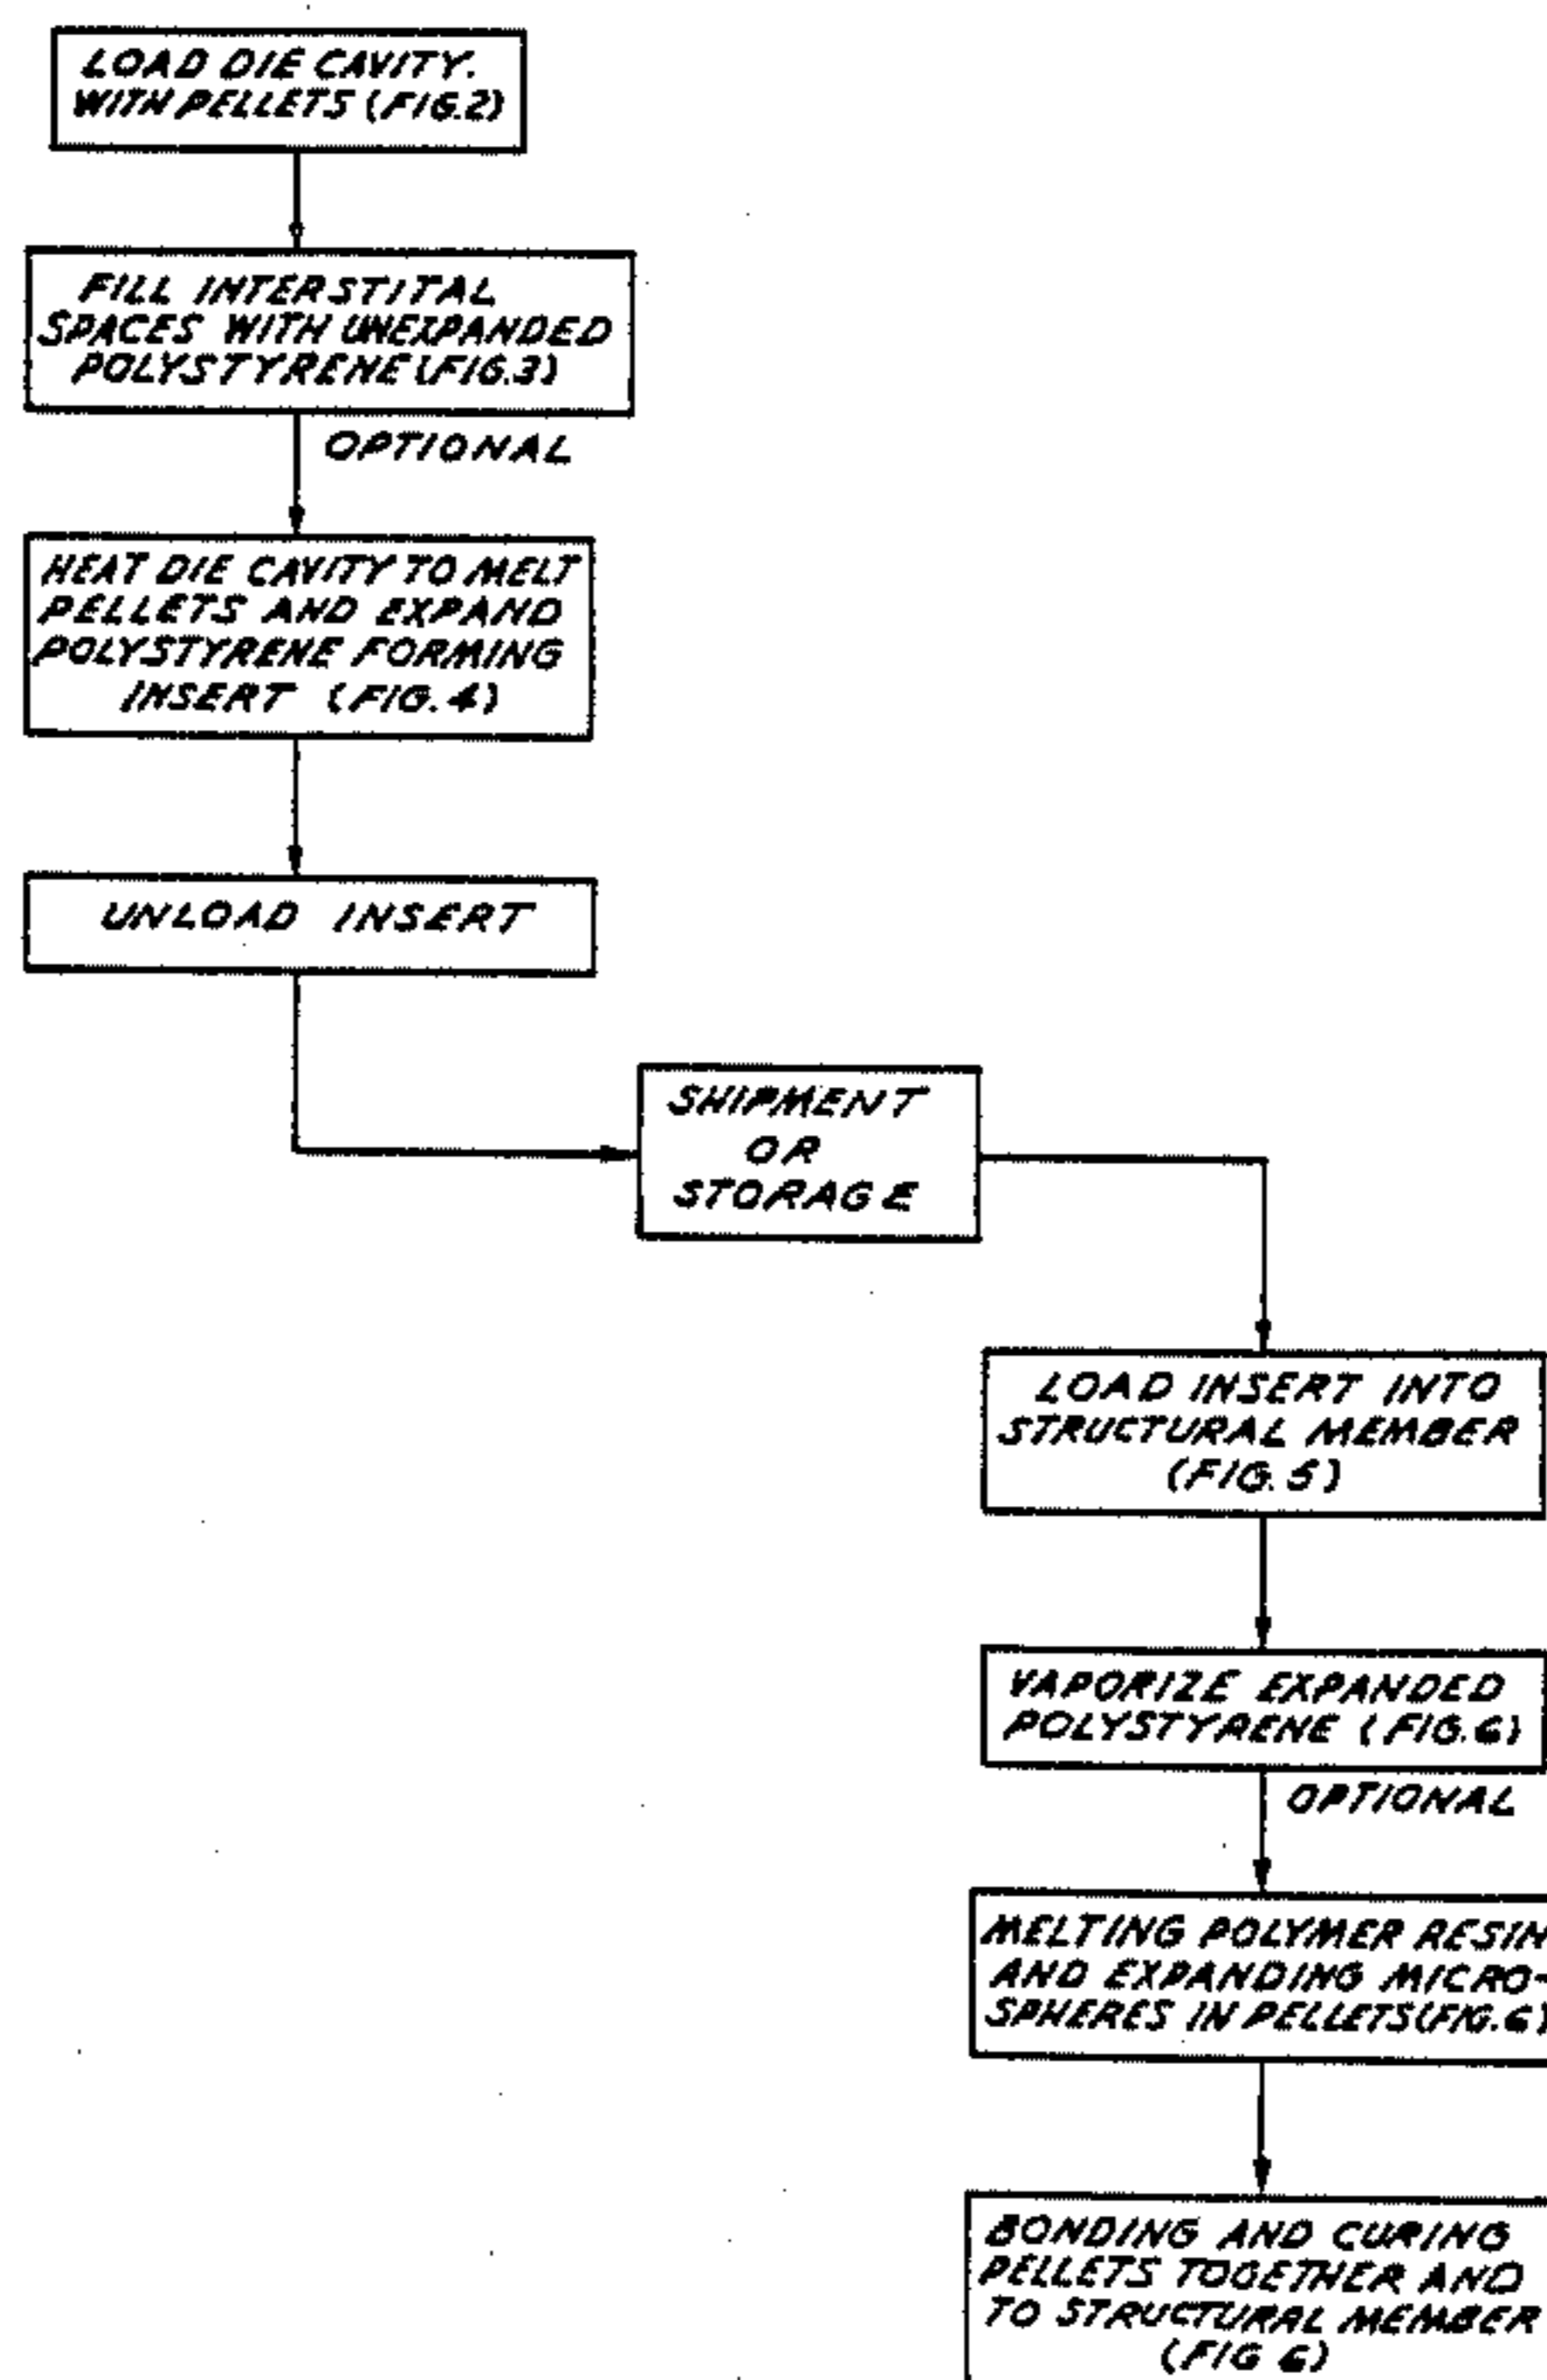 LOAD DIE CAVITY.
WITH PELLETS (FIG.2)
FILL INTERSTITAL
SPACES WITH UNEXPANDED
POLYSTYRENE (FIG.3)
OPTIONAL
HEAT DIE CAVITY TO MELT
PELLETS AND EXPAND
POLYSTYRENE FORMING
INSERT (FIG.4)
UNLOAD INSERT
SHIPMENT
OR
STORAGE
LOAD INSERT INTO
STRUCTURAL MEMBER
(FIG.5)
VAPORIZE EXPANDED
POLYSTYRENE (FIG.6)
OPTIONAL
MELTING POLYMER RESIN
AND EXPANDING MICRO-
SPHERES IN PELLETS (FIG.6)
BONDING AND CURING
PELLETS TOGETHER AND
TO STRUCTURAL MEMBER
(FIG 6)